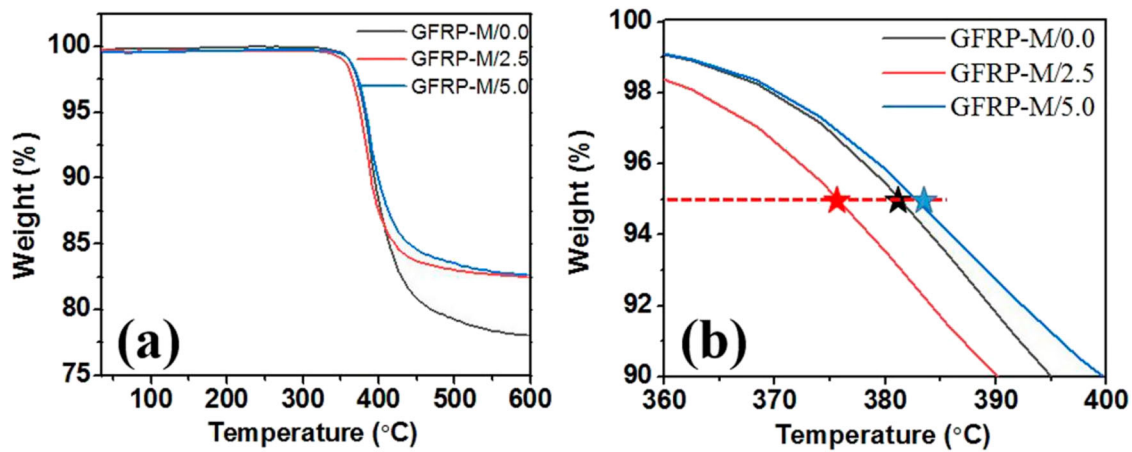 GFRP-M/0.0
GFRP-M/2.5
GFRP-M/5.0
100
95
90
85
80
75
Weight (%)
(a)
100 200 300 400 500 600
Temperature (°C)
GFRP-M/0.0
GFRP-M/2.5
GFRP-M/5.0
100
98
96
94
92
90
Weight (%)
(b)
360 370 380 390 400
Temperature (°C)